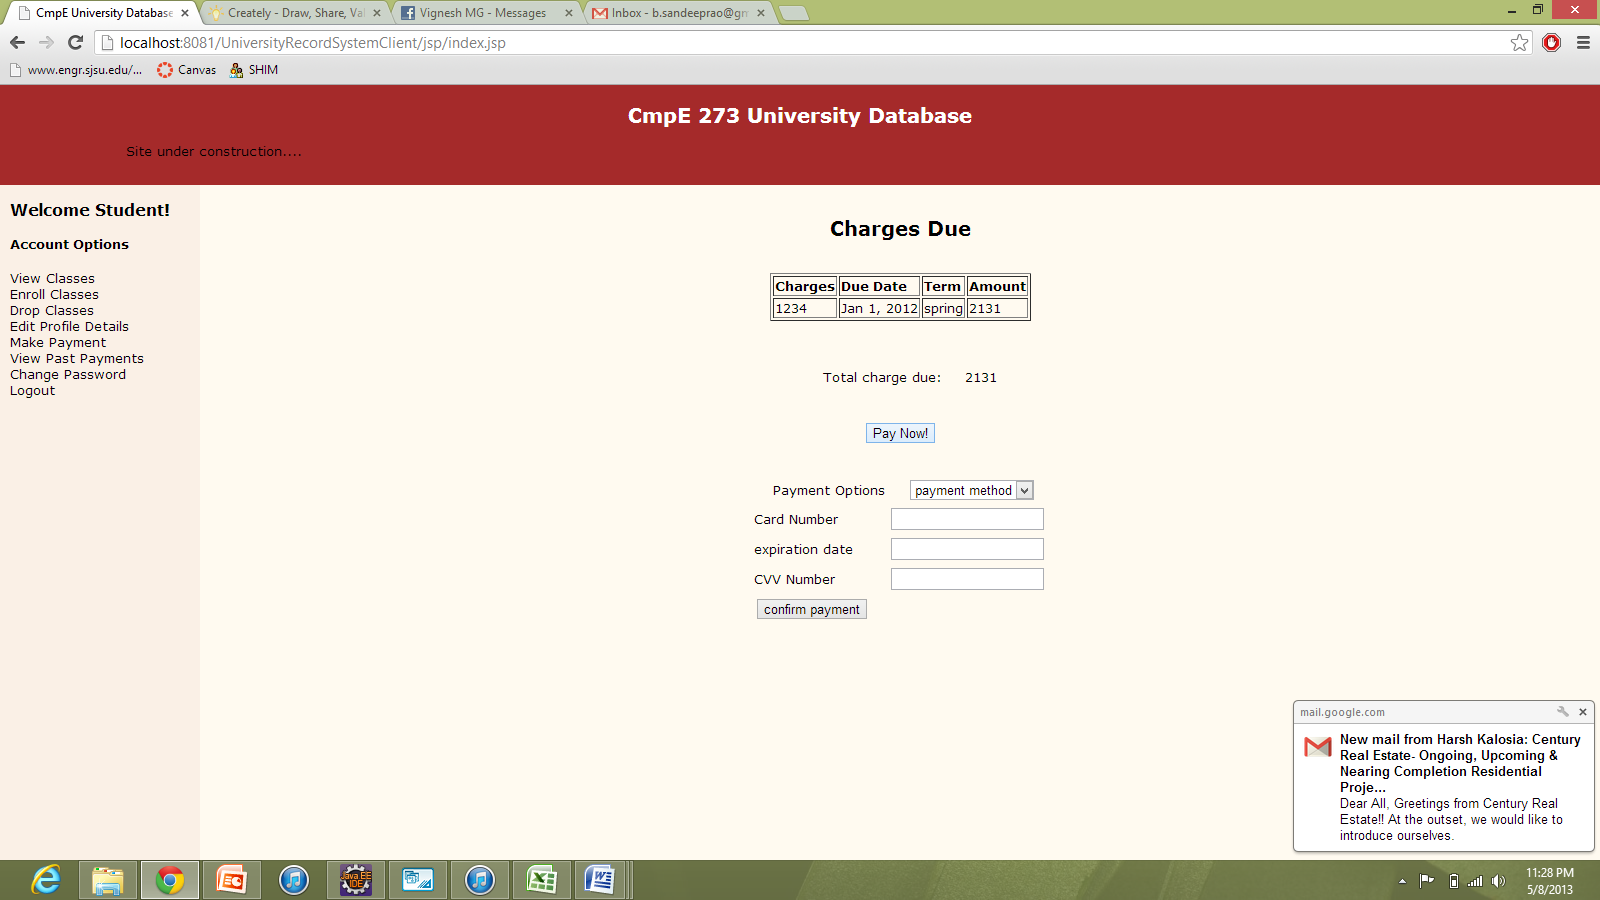 CmpE University Database
Creately - Draw, Share, Val
Vignesh MG - Messages
Inbox - b.sandeeprao@gm
localhost:8081/UniversityRecordSystemClient/jsp/index.jsp
www.engr.sjsu.edu/...
Canvas
SHIM
CmpE 273 University Database
Site under construction....
Welcome Student!
Account Options
View Classes
Enroll Classes
Drop Classes
Edit Profile Details
Make Payment
View Past Payments
Change Password
Logout
Charges Due
Charges Due Date Term Amount
1234 Jan 1, 2012 spring 2131
Total charge due: 2131
Pay Now!
Payment Options payment method
Card Number
expiration date
CVV Number
confirm payment
mail.google.com
New mail from Harsh Kalosia: Century
Real Estate- Ongoing, Upcoming &
Nearing Completion Residential
Proje...
Dear All, Greetings from Century Real
Estate!! At the outset, we would like to
introduce ourselves.
Java EE
IDE
11:28 PM
5/8/2013